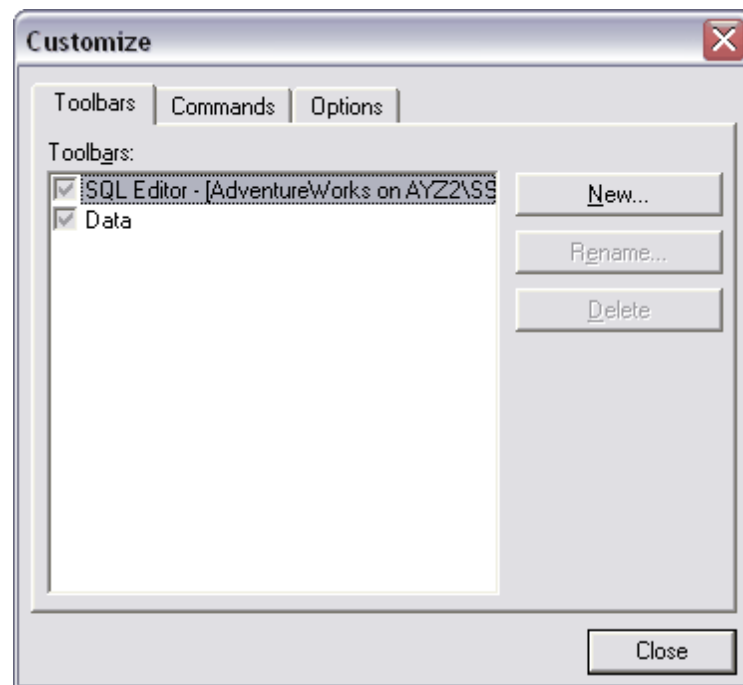 Customize
Toolbars Commands Options
Toolbars:
SQL Editor - [AdventureWorks on AYZ2\SS
Data
New...
Rename...
Delete
Close